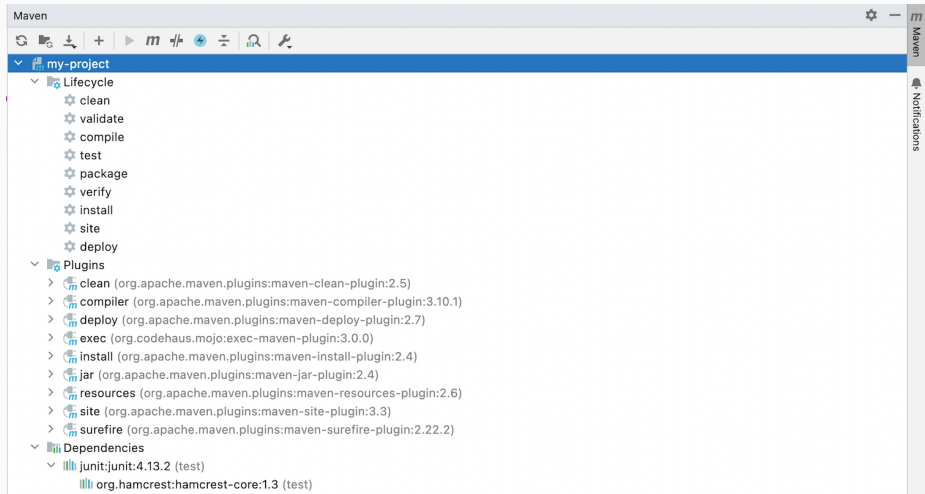 Maven
my-project
Lifecycle
clean
validate
compile
test
package
verify
install
site
deploy
Plugins
clean (org.apache.maven.plugins:maven-clean-plugin:2.5)
compiler (org.apache.maven.plugins:maven-compiler-plugin:3.10.1)
deploy (org.apache.maven.plugins:maven-deploy-plugin:2.7)
exec (org.codehaus.mojo:exec-maven-plugin:3.0.0)
install (org.apache.maven.plugins:maven-install-plugin:2.4)
jar (org.apache.maven.plugins:maven-jar-plugin:2.4)
resources (org.apache.maven.plugins:maven-resources-plugin:2.6)
site (org.apache.maven.plugins:maven-site-plugin:3.3)
surefire (org.apache.maven.plugins:maven-surefire-plugin:2.22.2)
Dependencies
junit:junit:4.13.2 (test)
org.hamcrest:hamcrest-core:1.3 (test)
Maven
Notifications